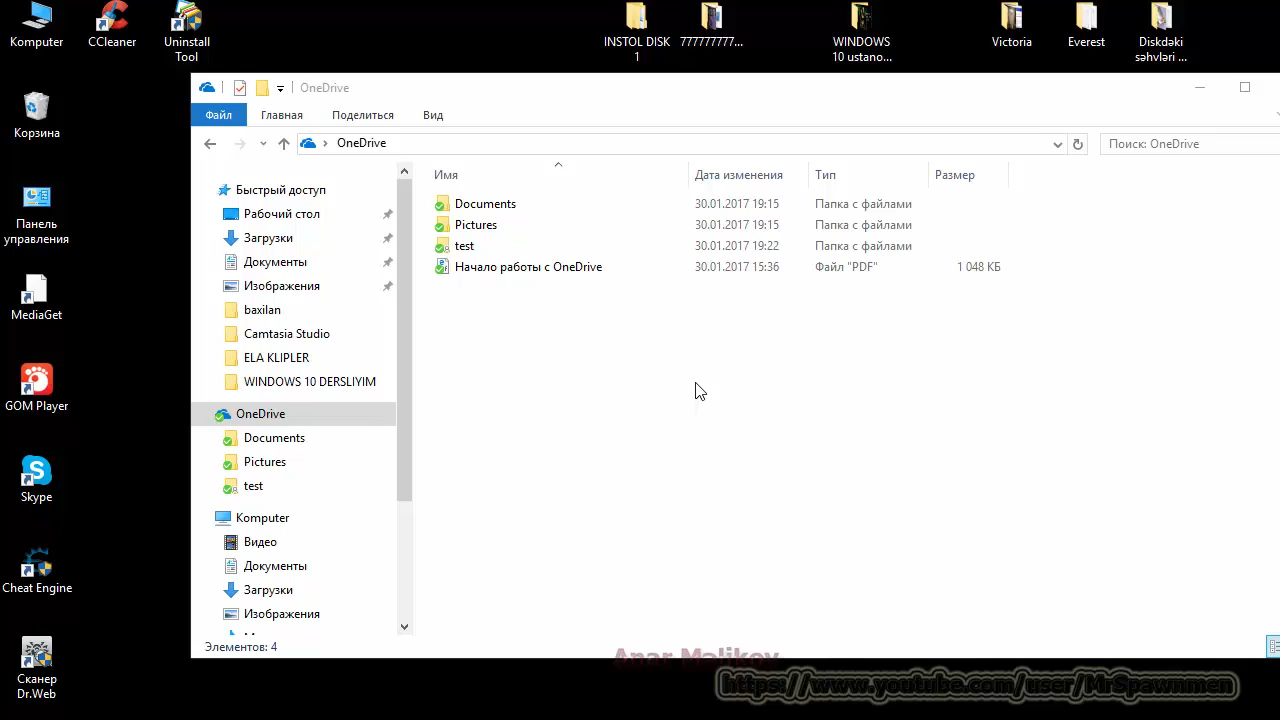 Komputer
CCleaner
Uninstall
Tool
INSTOL DISK
1
777777777...
WINDOWS
10 ustano...
Victoria
Everest
Diskdəki
səhvləri ...
Корзина
Панель
управления
MediaGet
GOM Player
Skype
Cheat Engine
Сканер
Dr.Web
OneDrive
Файл
Главная
Поделиться
Вид
OneDrive
Поиск: OneDrive
Быстрый доступ
Рабочий стол
Загрузки
Документы
Изображения
baxilan
Camtasia Studio
ELA KLIPLER
WINDOWS 10 DERSLIYIM
OneDrive
Documents
Pictures
test
Komputer
Видео
Документы
Загрузки
Изображения
Имя Дата изменения Тип Размер
Documents 30.01.2017 19:15 Папка с файлами
Pictures 30.01.2017 19:15 Папка с файлами
test 30.01.2017 19:22 Папка с файлами
Начало работы с OneDrive 30.01.2017 15:36 Файл "PDF" 1 048 КБ
Элементов: 4
Anar Malikov
https://www.youtube.com/user/MrSpawnmen